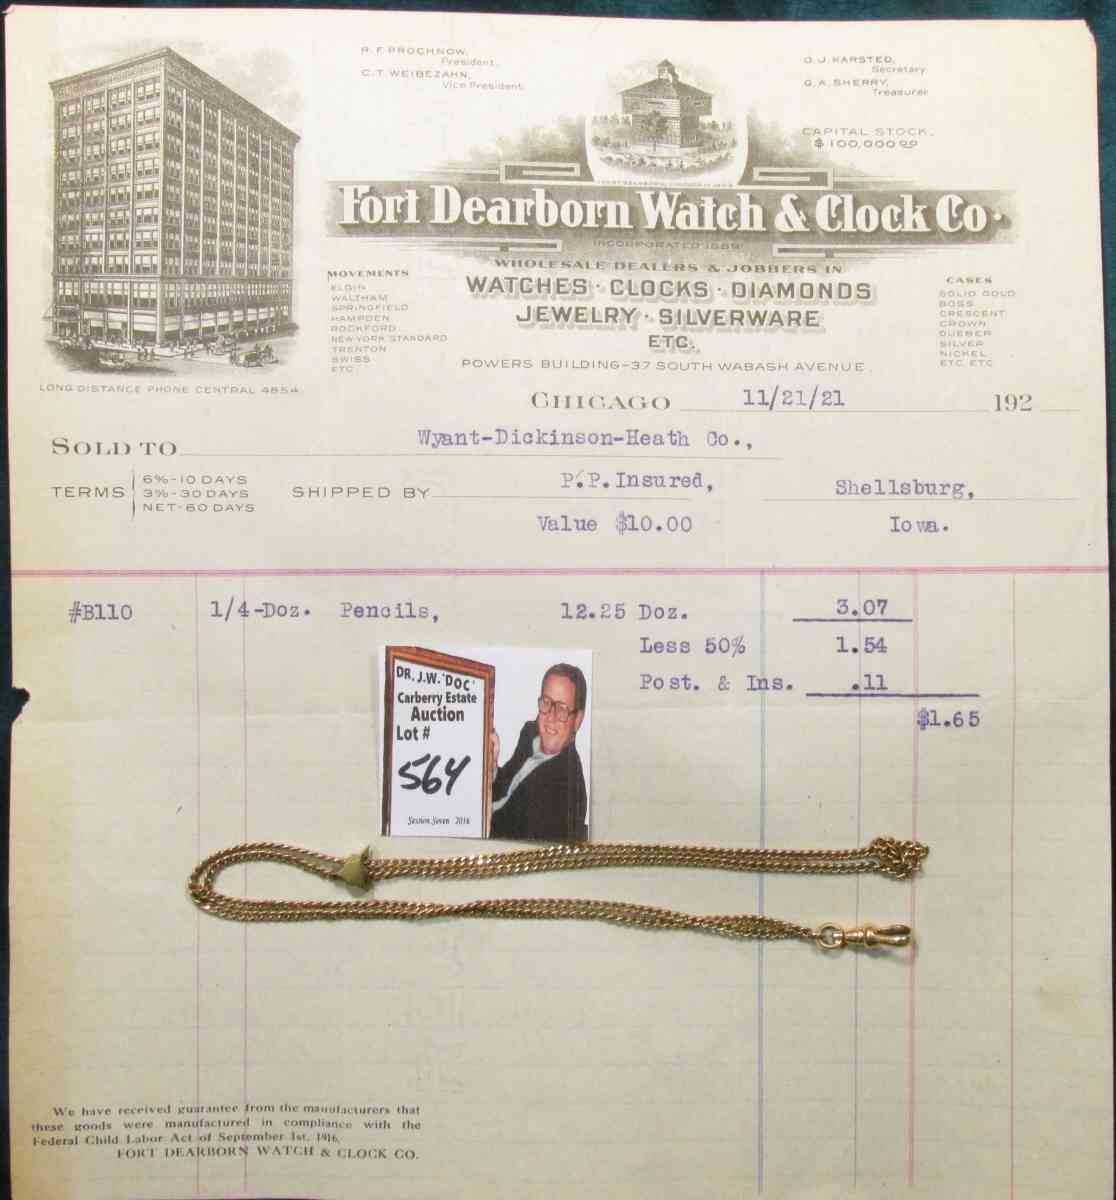 R. F. PROCHNOW,
President.
C. T. WEIBEZAHN,
Vice President.
O. J. KARSTED,
Secretary
G. A. SHERRY,
Treasurer
CAPITAL STOCK.
$100,000 00
Fort Dearborn Watch & Clock Co.
INCORPORATED 1889
WHOLESALE DEALERS & JOBBERS IN
WATCHES · CLOCKS · DIAMONDS
JEWELRY · SILVERWARE
ETC.
POWERS BUILDING-37 SOUTH WABASH AVENUE.
MOVEMENTS
ELGIN
WALTHAM
SPRINGFIELD
HAMPDEN
ROCKFORD
NEW YORK STANDARD
TRENTON
SWISS
ETC
CASES
SOLID GOLD
BOSS
CRESCENT
CROWN
DUEBER
SILVER
NICKEL
ETC. ETC
LONG DISTANCE PHONE CENTRAL 4854
CHICAGO 11/21/21 192
SOLD TO Wyant-Dickinson-Heath Co.,
TERMS 6%-10 DAYS
3%-30 DAYS
NET-60 DAYS
SHIPPED BY P.P. Insured, Shellsburg,
Value $10.00 Iowa.
#B110 1/4-Doz. Pencils, 12.25 Doz. 3.07
Less 50% 1.54
Post. & Ins. .11
$1.65
DR. J.W. "DOC"
Carberry Estate
Auction
Lot #
564
Session Seven 2016
We have received guarantee from the manufacturers that
these goods were manufactured in compliance with the
Federal Child Labor Act of September 1st, 1916.
FORT DEARBORN WATCH & CLOCK CO.